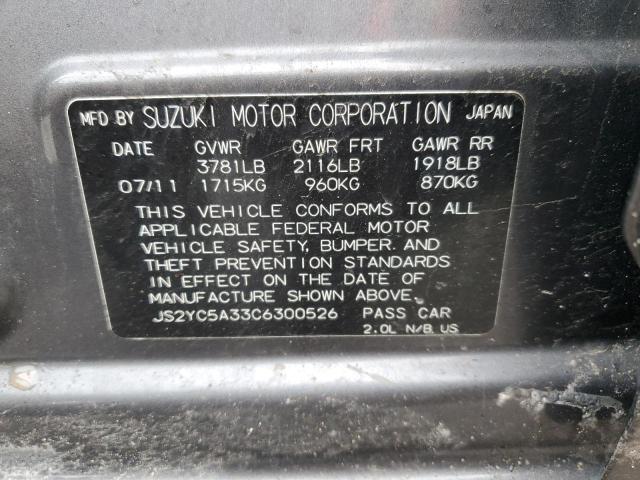 MFD BY SUZUKI MOTOR CORPORATION JAPAN
DATE GVWR GAWR FRT GAWR RR
3781LB 2116LB 1918LB
07/11 1715KG 960KG 870KG
THIS VEHICLE CONFORMS TO ALL
APPLICABLE FEDERAL MOTOR
VEHICLE SAFETY, BUMPER, AND
THEFT PREVENTION STANDARDS
IN EFFECT ON THE DATE OF
MANUFACTURE SHOWN ABOVE.
JS2YC5A33C6300526 PASS CAR
2.0L N/B US